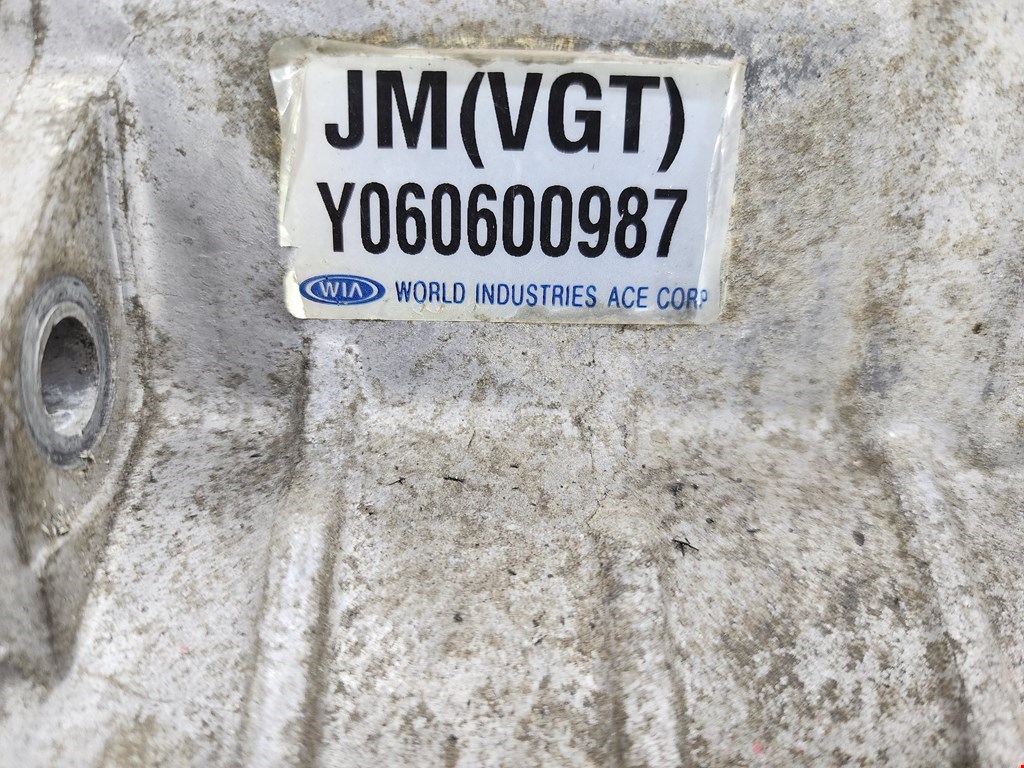 JM(VGT)
Y060600987
WIA WORLD INDUSTRIES ACE CORP